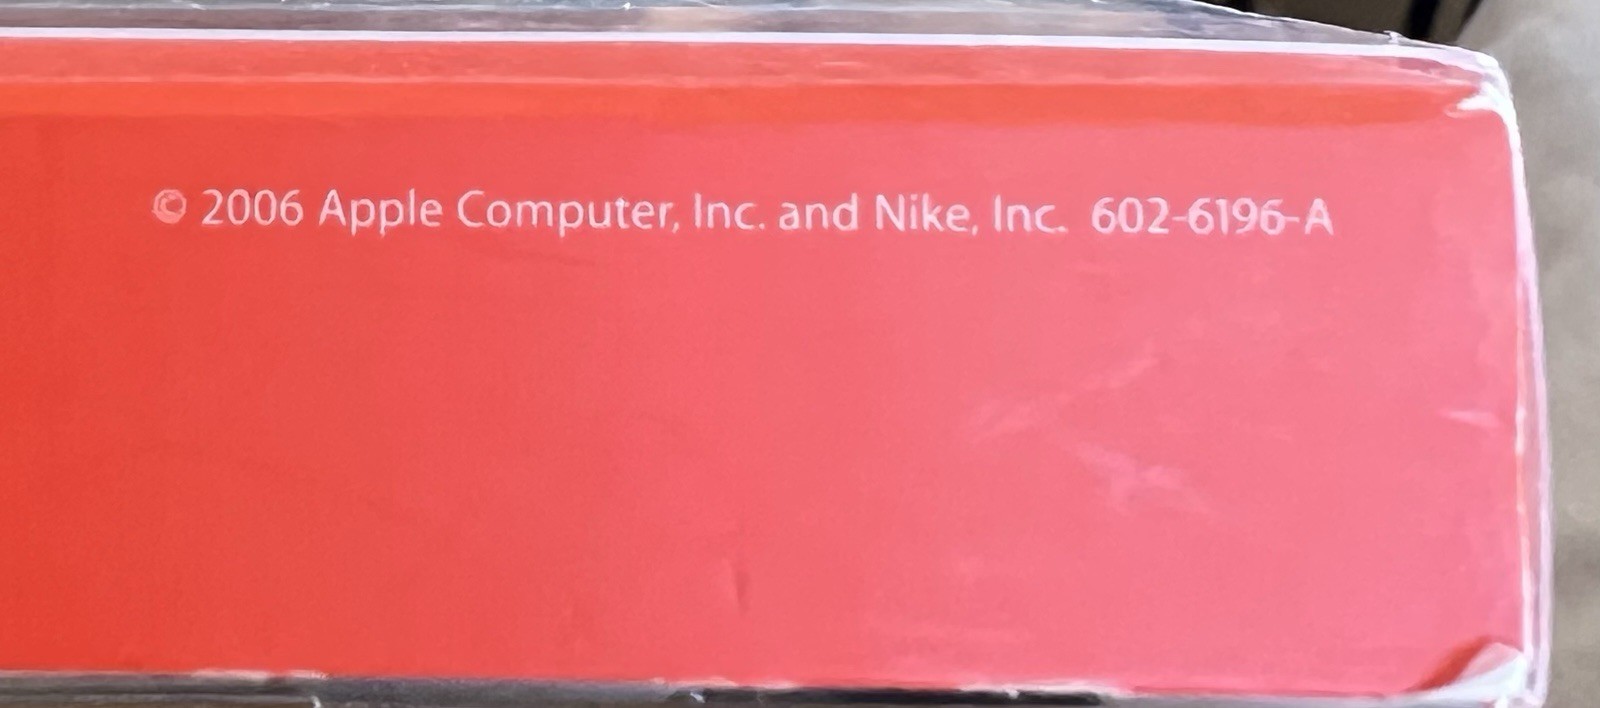 © 2006 Apple Computer, Inc. and Nike, Inc. 602-6196-A